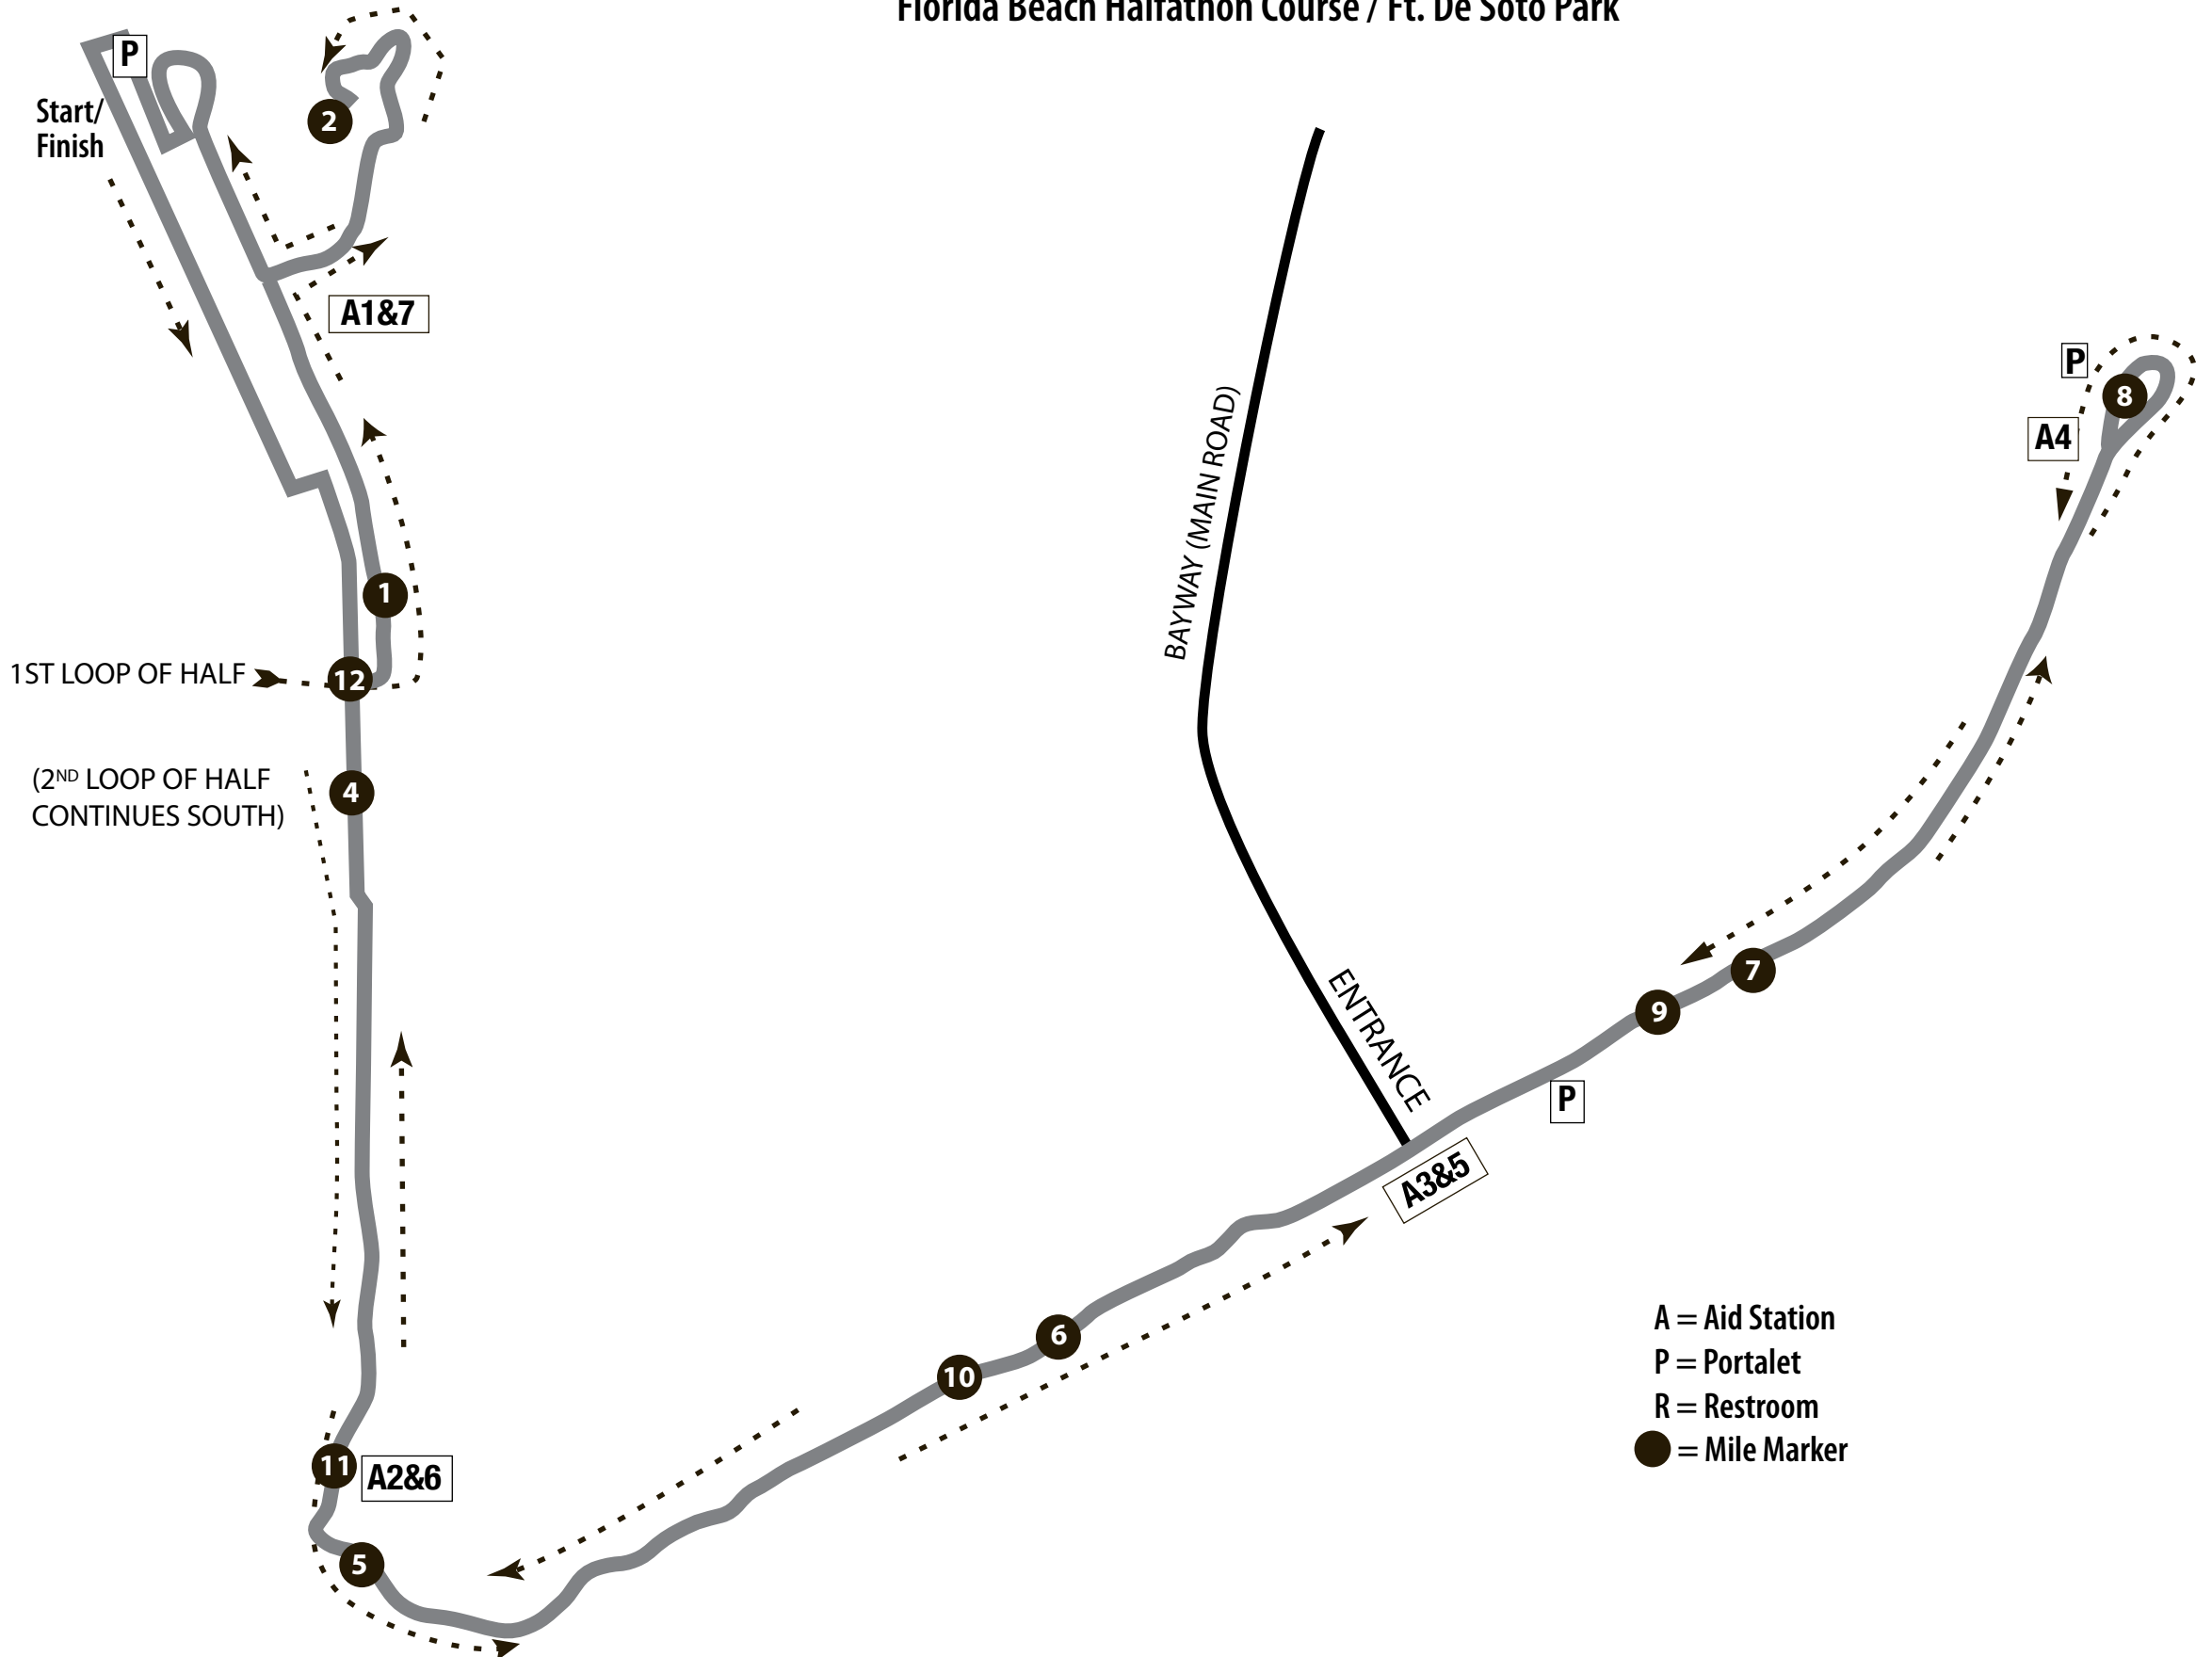 Florida Beach Halfathon Course / Ft. De Soto Park
P
Start/
Finish
2
A1&7
1
1ST LOOP OF HALF
12
(2ND LOOP OF HALF
CONTINUES SOUTH)
4
BAYWAY (MAIN ROAD)
ENTRANCE
P
8
A4
7
9
P
A3&5
6
10
11
A2&6
5
A = Aid Station
P = Portalet
R = Restroom
= Mile Marker